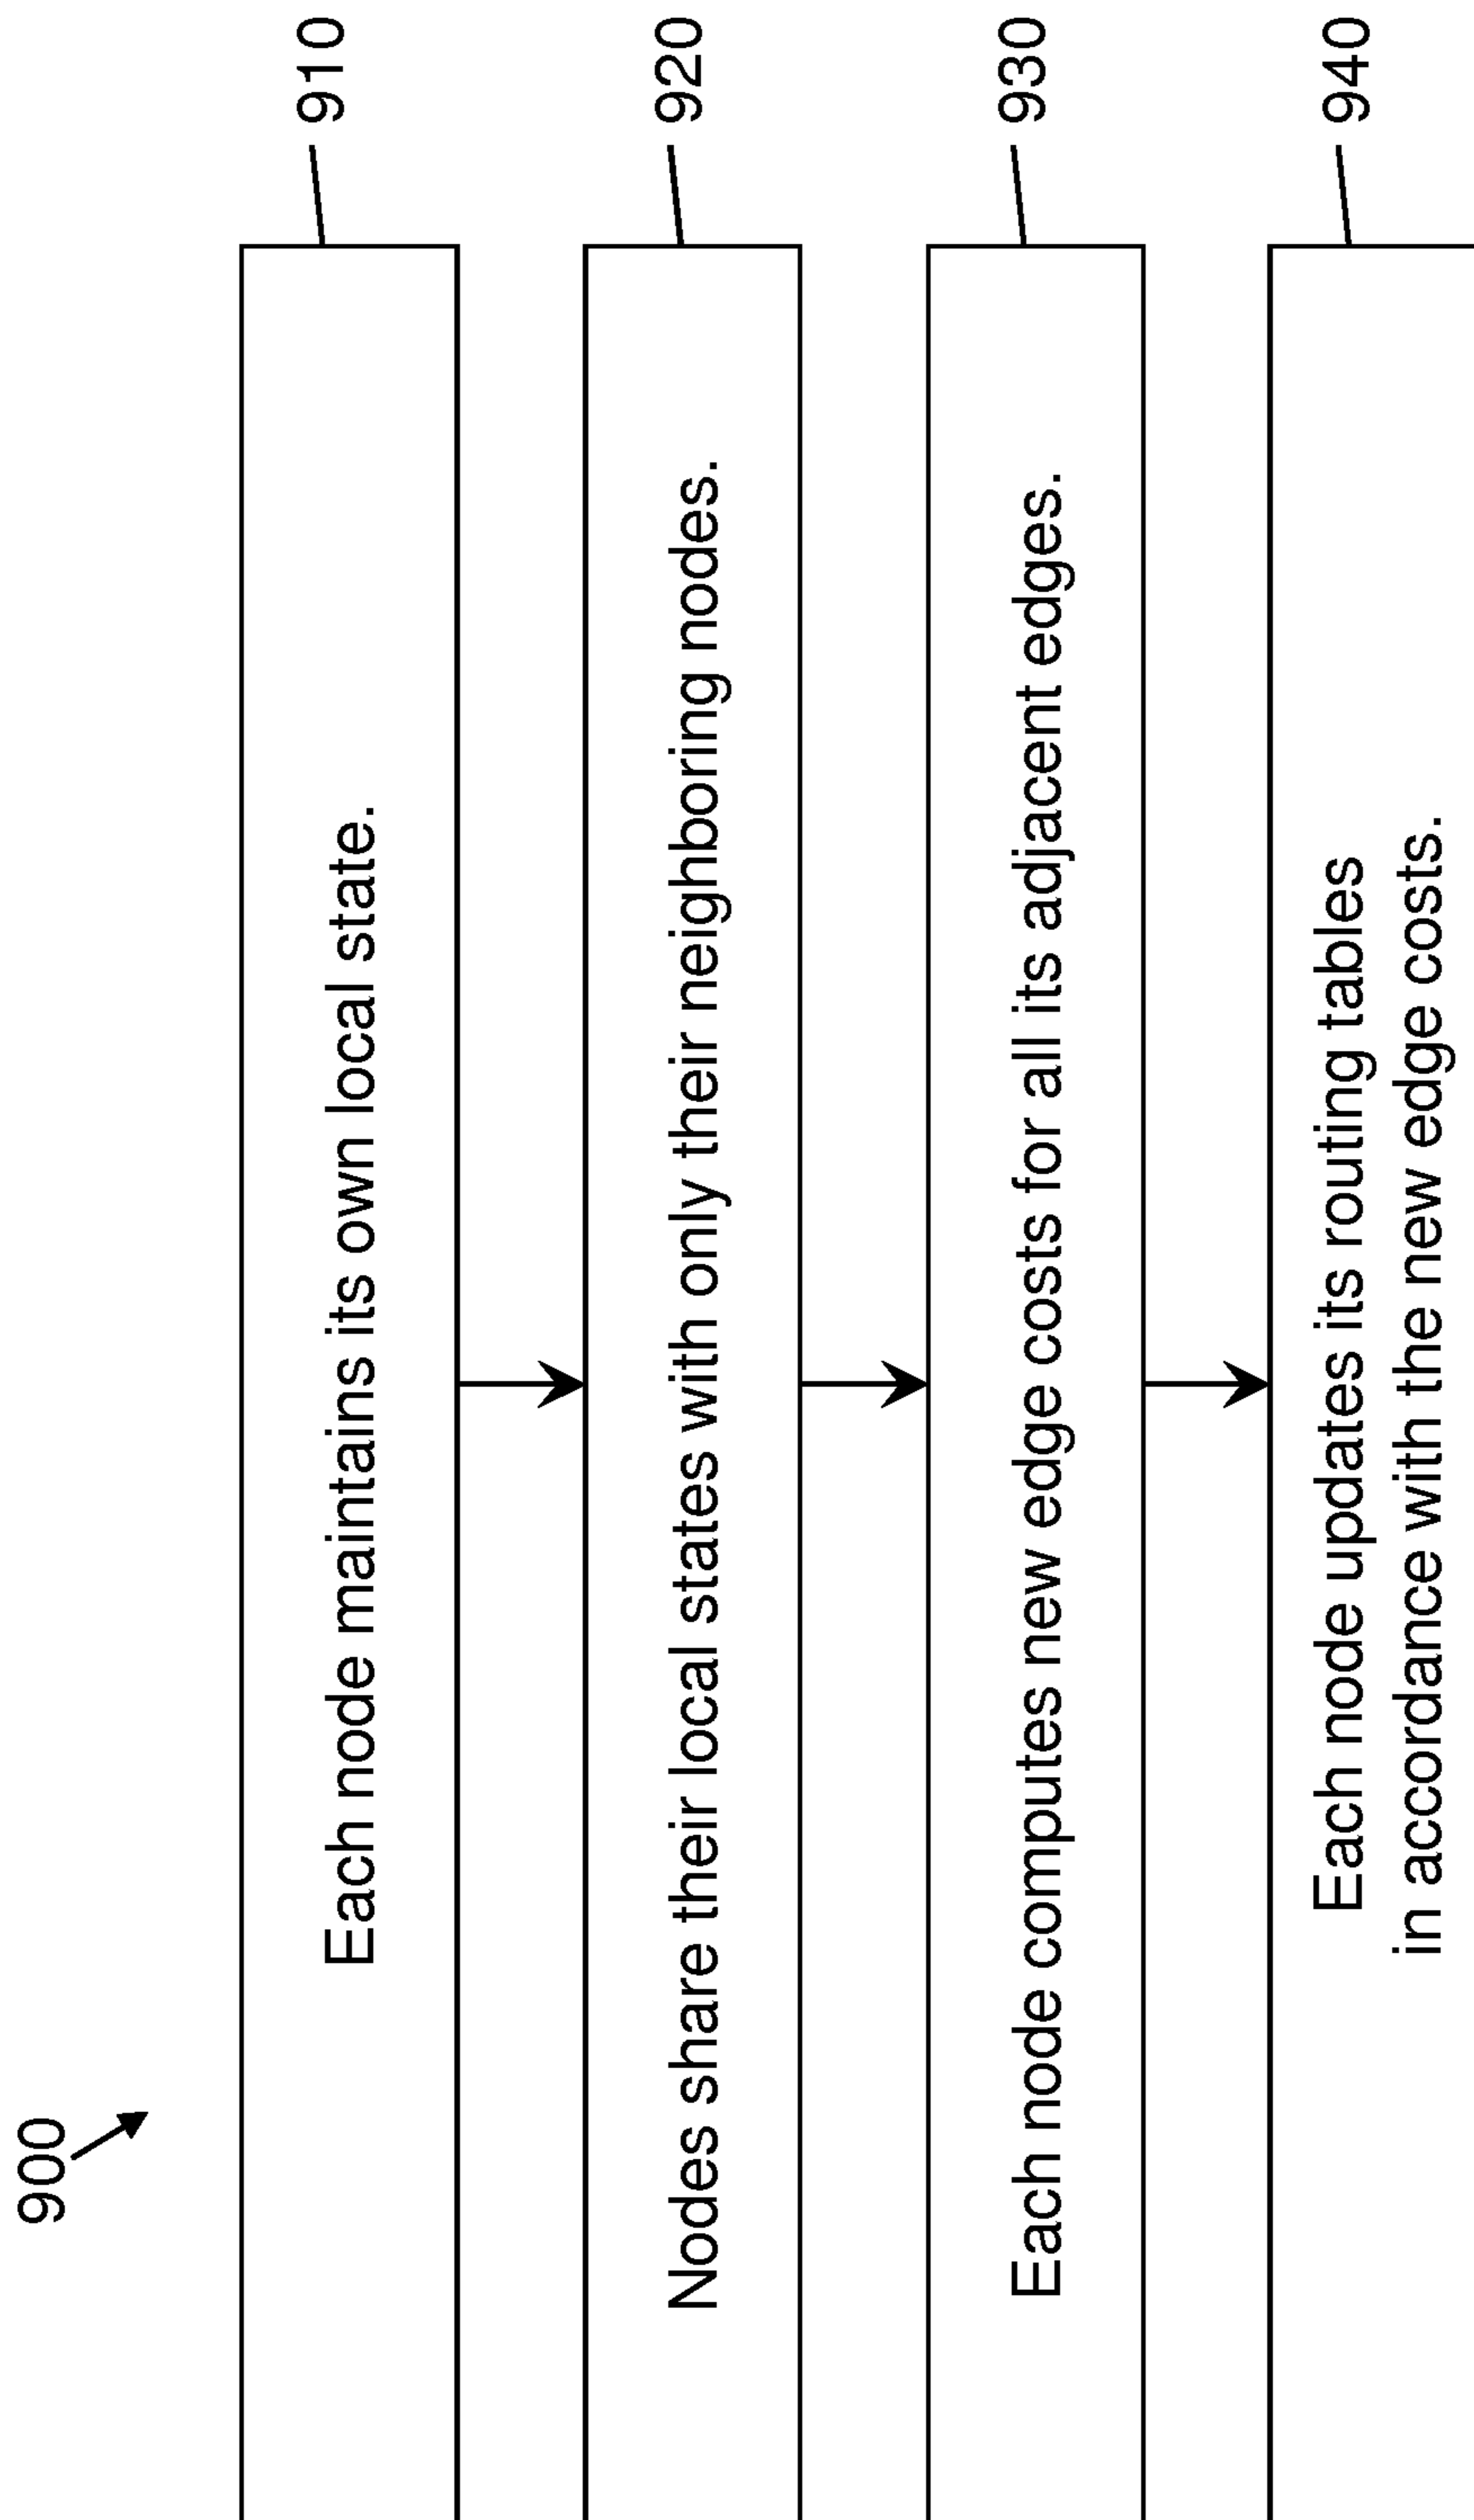 900
Each node maintains its own local state.
910
Nodes share their local states with only their neighboring nodes.
920
Each node computes new edge costs for all its adjacent edges.
930
Each node updates its routing tables
in accordance with the new edge costs.
940